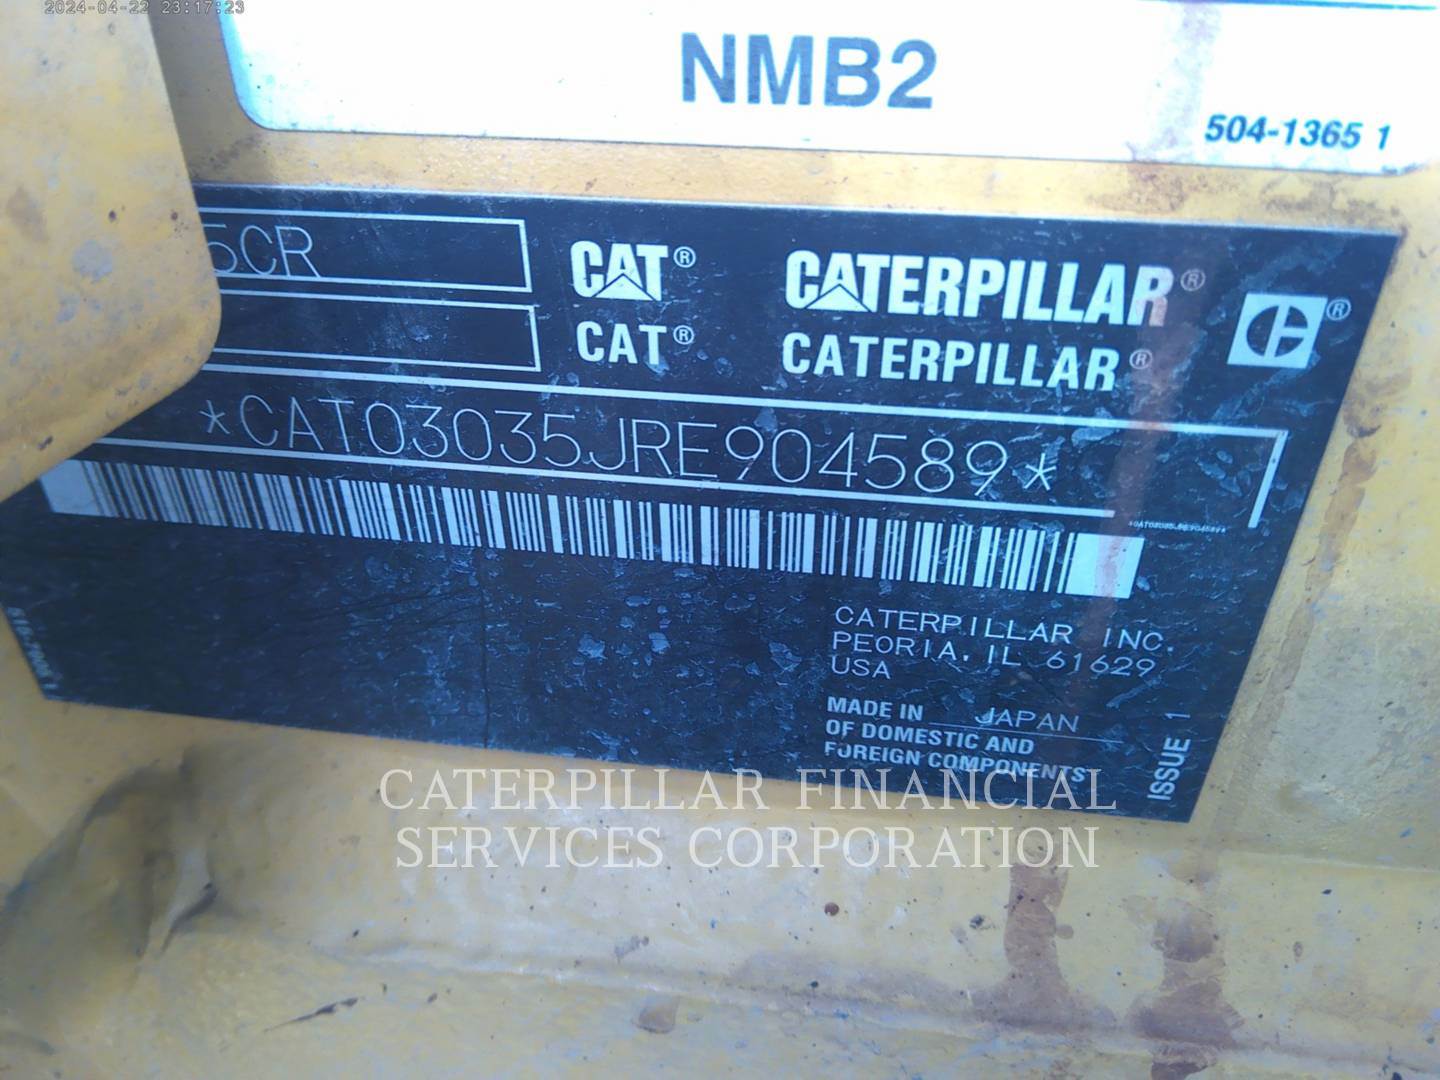 2024-04-22 23:17:23
NMB2
504-1365 1
5CR
CAT® CATERPILLAR®
CAT® CATERPILLAR®
*CAT03035JRE904589*
*CAT03035JRE904589*
CATERPILLAR INC.
PEORIA, IL 61629
USA
MADE IN JAPAN
OF DOMESTIC AND
FOREIGN COMPONENTS
ISSUE 1
CATERPILLAR FINANCIAL
SERVICES CORPORATION